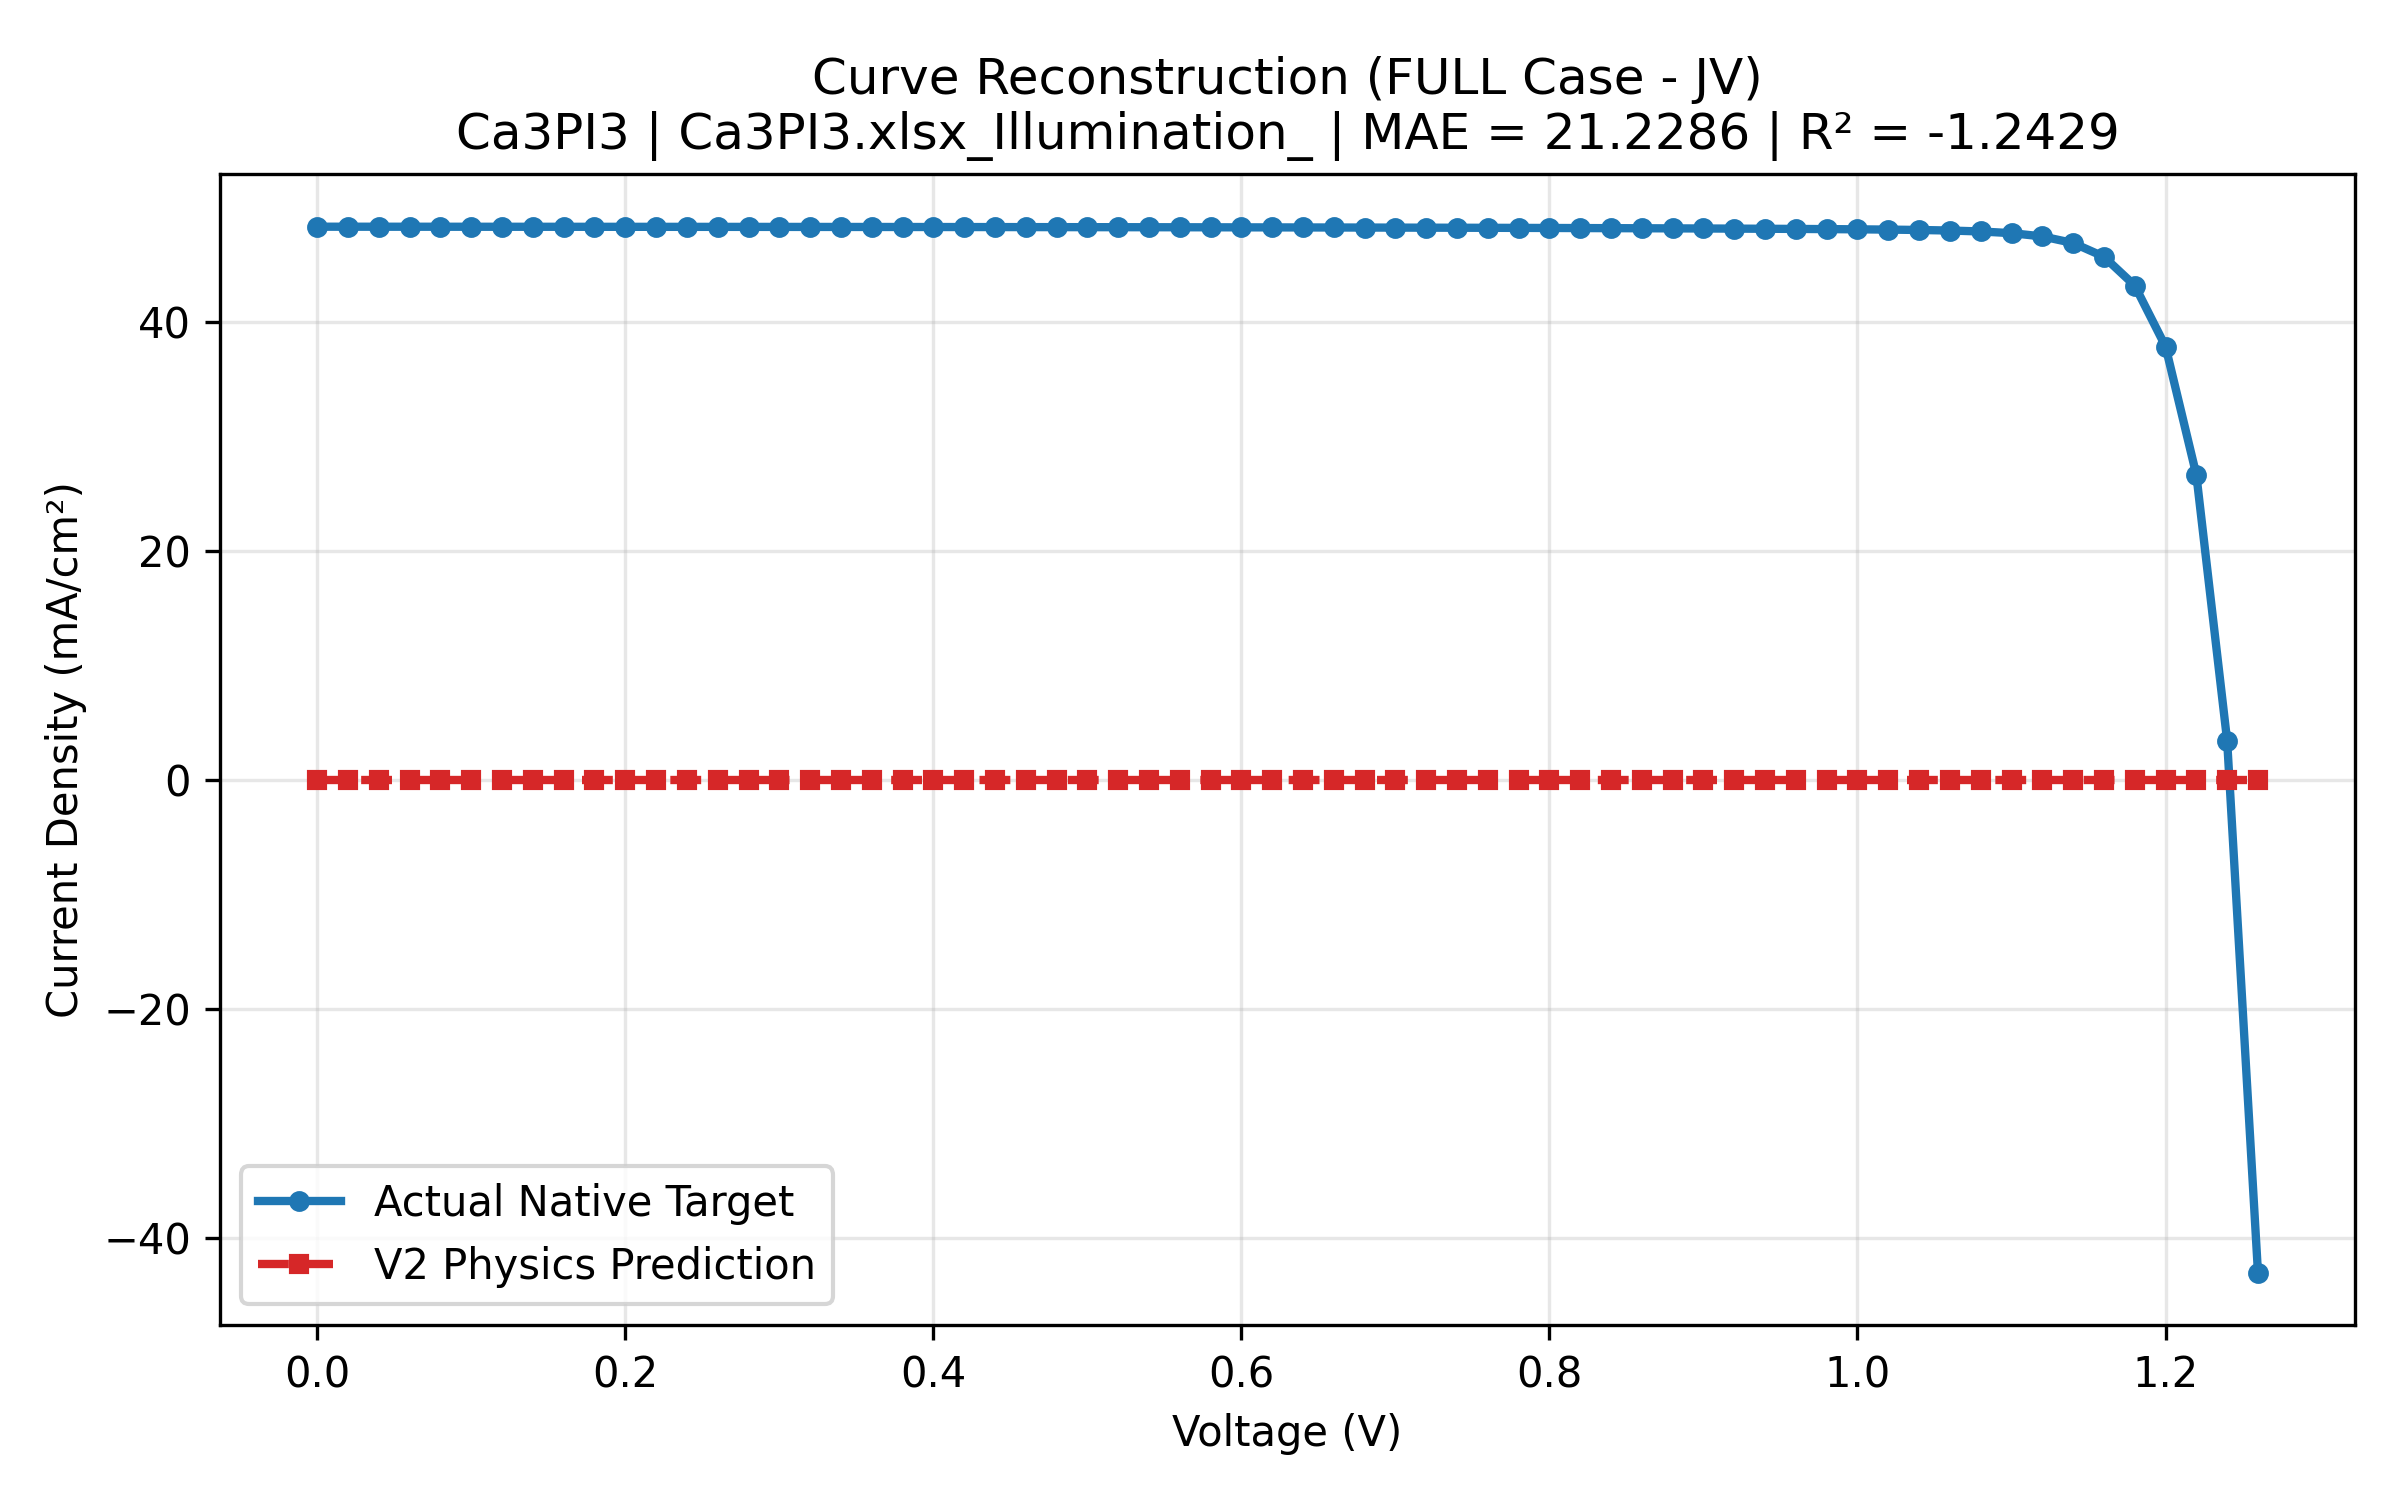 Curve Reconstruction (FULL Case - JV)
Ca3PI3 | Ca3PI3.xlsx_Illumination_ | MAE = 21.2286 | R² = -1.2429
Current Density (mA/cm²)
40
20
0
−20
−40
Actual Native Target
V2 Physics Prediction
0.0 0.2 0.4 0.6 0.8 1.0 1.2
Voltage (V)